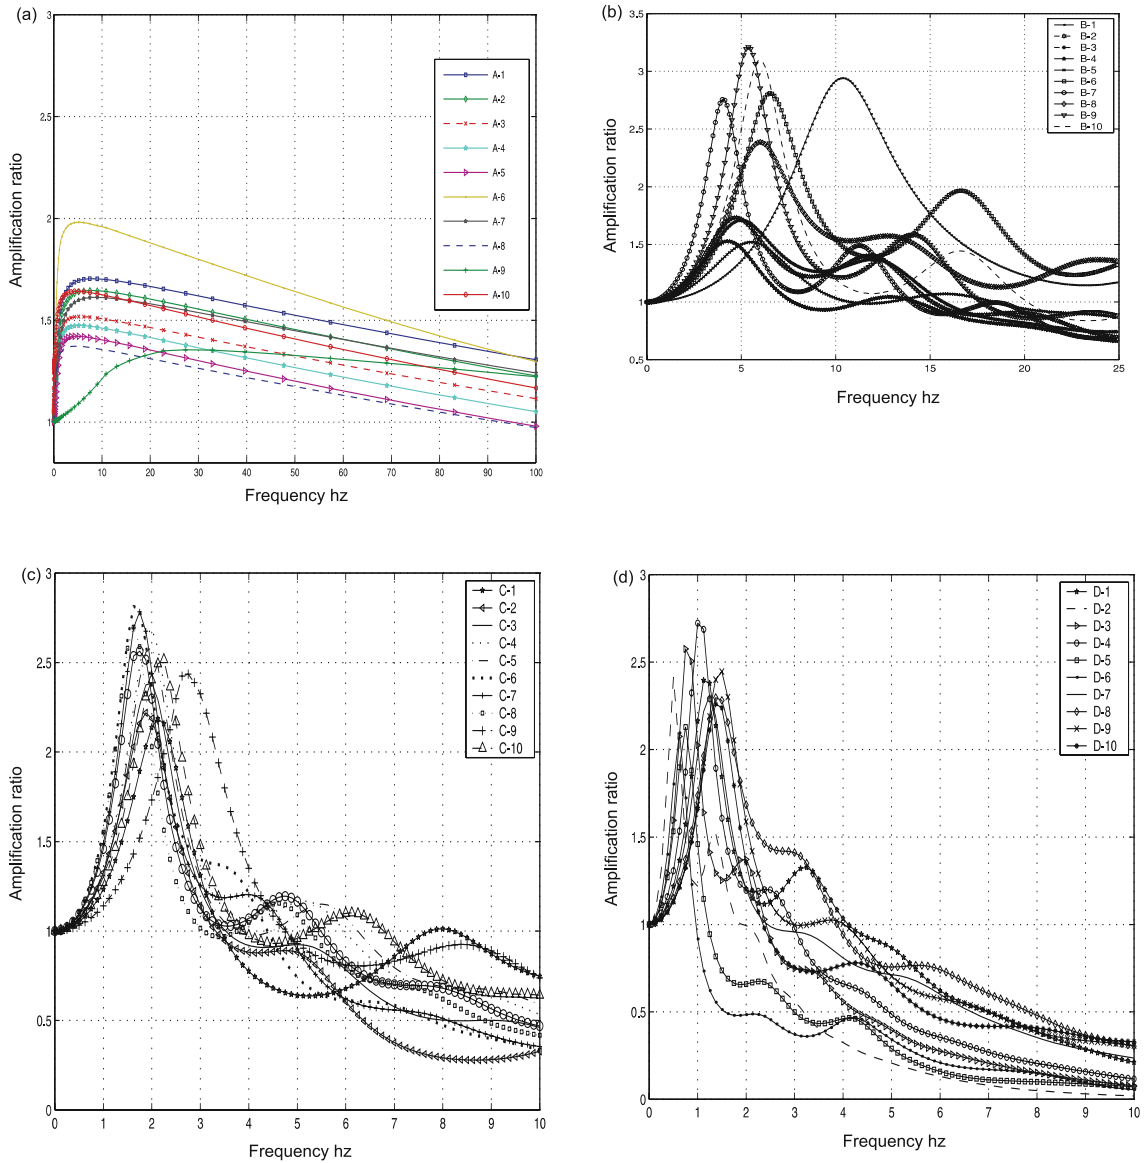 (a)
3
2.5
2
1.5
1
Amplification ratio
0 10 20 30 40 50 60 70 80 90 100
Frequency hz
A-1
A-2
A-3
A-4
A-5
A-6
A-7
A-8
A-9
A-10
(b)
3.5
3
2.5
2
1.5
1
0.5
Amplification ratio
0 5 10 15 20 25
Frequency hz
B-1
B-2
B-3
B-4
B-5
B-6
B-7
B-8
B-9
B-10
(c)
3
2.5
2
1.5
1
0.5
0
Amplification ratio
0 1 2 3 4 5 6 7 8 9 10
Frequency hz
C-1
C-2
C-3
C-4
C-5
C-6
C-7
C-8
C-9
C-10
(d)
3
2.5
2
1.5
1
0.5
0
Amplification ratio
0 1 2 3 4 5 6 7 8 9 10
Frequency hz
D-1
D-2
D-3
D-4
D-5
D-6
D-7
D-8
D-9
D-10